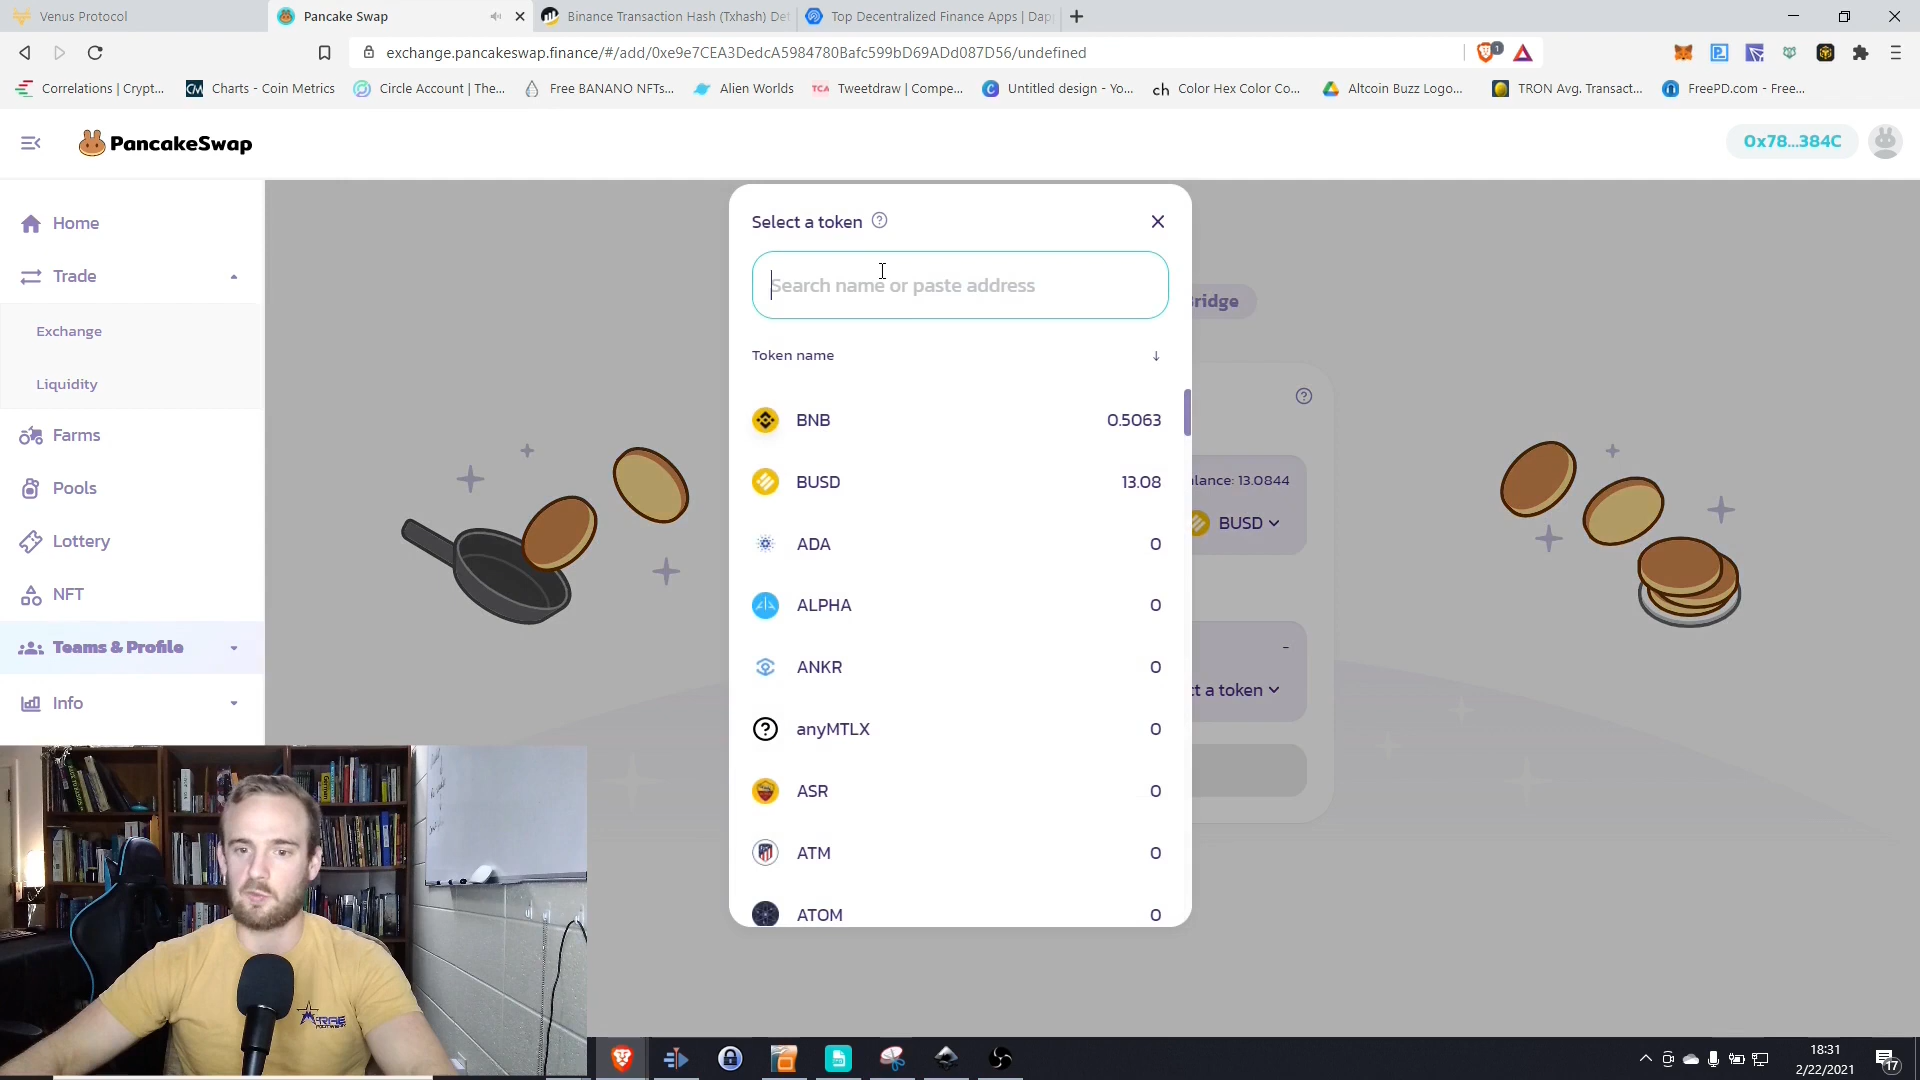 Venus Protocol
Pancake Swap
Binance Transaction Hash (Txhash) Det
Top Decentralized Finance Apps | Dap
exchange.pancakeswap.finance/#/add/0xe9e7CEA3DedcA5984780Bafc599bD69ADd087D56/undefined
1
Correlations | Crypt...
Charts - Coin Metrics
Circle Account | The...
Free BANANO NFTs...
Alien Worlds
TCA
Tweetdraw | Compe...
Untitled design - Yo...
ch
Color Hex Color Co...
Altcoin Buzz Logo...
TRON Avg. Transact...
FreePD.com - Free...
PancakeSwap
0x78...384C
Home
Trade
Exchange
Liquidity
Farms
Pools
Lottery
NFT
Teams & Profile
Info
Select a token
Search name or paste address
Token name
BNB 0.5063
BUSD 13.08
ADA 0
ALPHA 0
ANKR 0
anyMTLX 0
ASR 0
ATM 0
ATOM 0
ridge
lance: 13.0844
BUSD
-
ct a token
18:31
2/22/2021
17